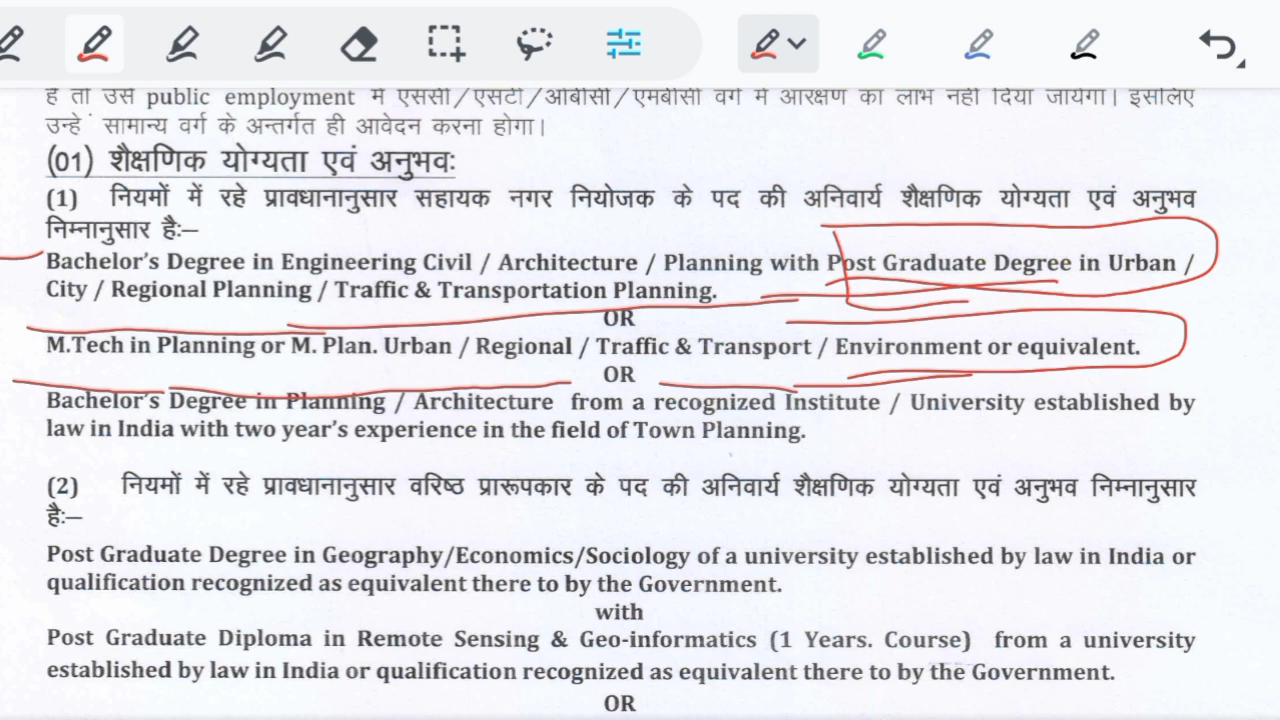 है तो उसे public employment में एससी/एसटी/ओबीसी/एमबीसी वर्ग में आरक्षण का लाभ नहीं दिया जायेगा। इसलिए
उन्हें सामान्य वर्ग के अन्तर्गत ही आवेदन करना होगा।
(01) शैक्षणिक योग्यता एवं अनुभवः
(1) नियमों में रहे प्रावधानानुसार सहायक नगर नियोजक के पद की अनिवार्य शैक्षणिक योग्यता एवं अनुभव
निम्नानुसार हैः–
Bachelor's Degree in Engineering Civil / Architecture / Planning with Post Graduate Degree in Urban /
City / Regional Planning / Traffic & Transportation Planning.
OR
M.Tech in Planning or M. Plan. Urban / Regional / Traffic & Transport / Environment or equivalent.
OR
Bachelor's Degree in Planning / Architecture from a recognized Institute / University established by
law in India with two year's experience in the field of Town Planning.
(2) नियमों में रहे प्रावधानानुसार वरिष्ठ प्रारूपकार के पद की अनिवार्य शैक्षणिक योग्यता एवं अनुभव निम्नानुसार
हैः–
Post Graduate Degree in Geography/Economics/Sociology of a university established by law in India or
qualification recognized as equivalent there to by the Government.
with
Post Graduate Diploma in Remote Sensing & Geo-informatics (1 Years. Course) from a university
established by law in India or qualification recognized as equivalent there to by the Government.
OR